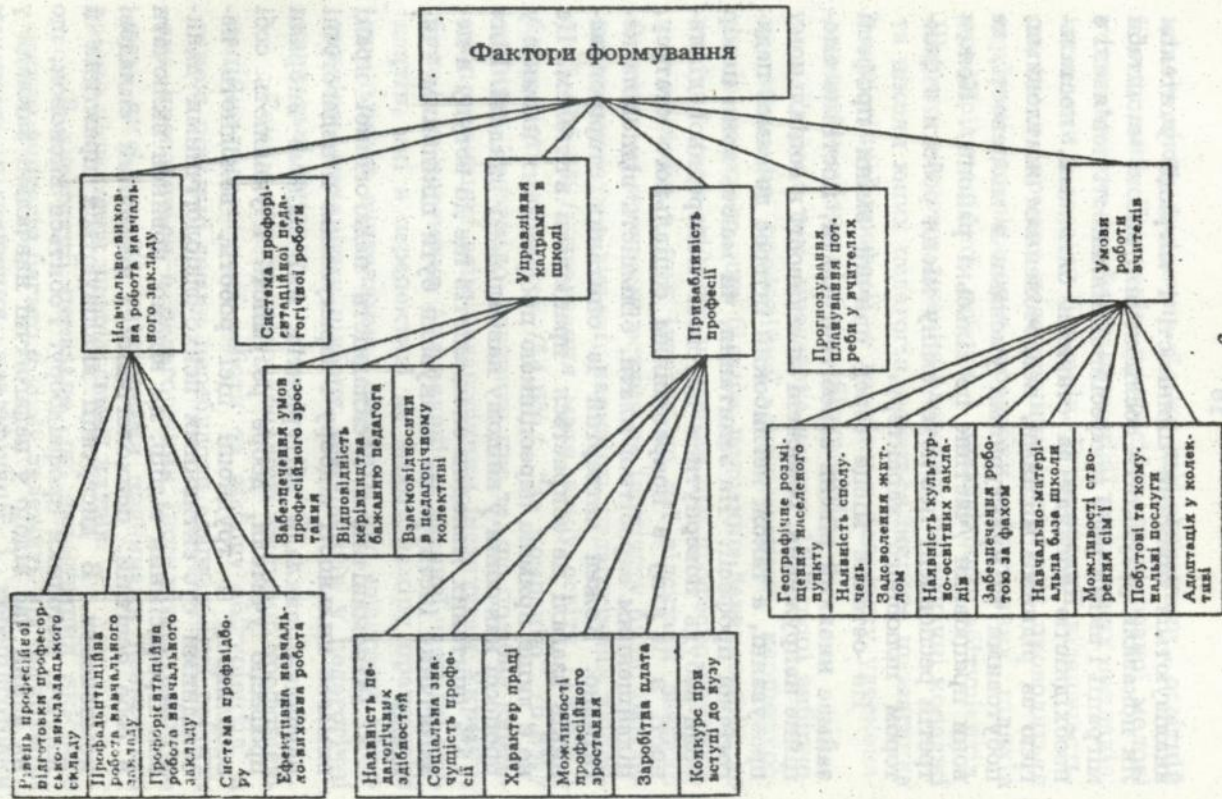 Фактори формування
Навчально-вихов-
на робота навчаль-
ного закладу
Система профорі-
єнтаційної педа-
гогічної роботи
Управління
кадрами в
школі
Привабливість
професії
Прогнозування
планування пот-
реби у вчителях
Умови
роботи
вчителів
Рівень професійної
підготовки професор-
сько-викладацького
складу
Профадаптаційна
робота навчального
закладу
Профорієнтаційна
робота навчального
закладу
Система профвідбо-
ру
Ефективна навчаль-
но-виховна робота
Забезпечення умов
професійного зрос-
тання
Відповідність
керівництва
бажанню педагога
Взаємовідносини
в педагогічному
колективі
Наявність пе-
дагогічних
здібностей
Соціальна зна-
чущість профе-
сії
Характер праці
Можливості
професійного
зростання
Заробітна плата
Конкурс при
вступі до вузу
Географічне розмі-
щення населеного
пункту
Наявність сполу-
чень
Задоволення жит-
лом
Наявність культур-
но-освітних закла-
дів
Забезпечення робо-
тою за фахом
Навчально-матері-
альна база школи
Можливості ство-
рення сім'ї
Побутові та кому-
нальні послуги
Адаптація у колек-
тиві